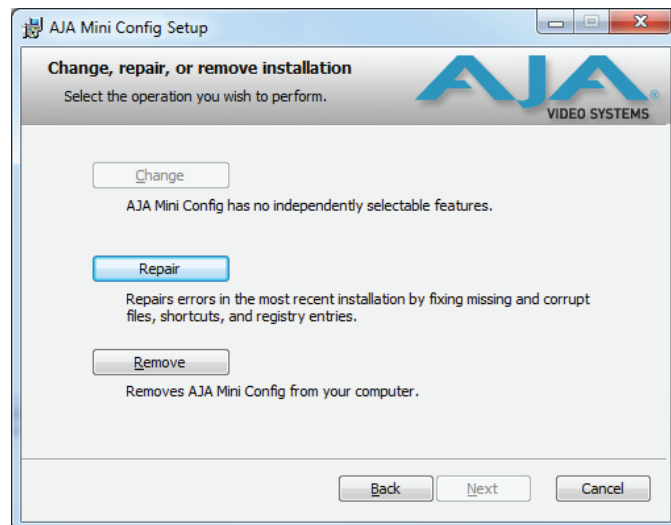 AJA Mini Config Setup
Change, repair, or remove installation
Select the operation you wish to perform.
AJA
®
VIDEO SYSTEMS
Change
AJA Mini Config has no independently selectable features.
Repair
Repairs errors in the most recent installation by fixing missing and corrupt
files, shortcuts, and registry entries.
Remove
Removes AJA Mini Config from your computer.
Back
Next
Cancel